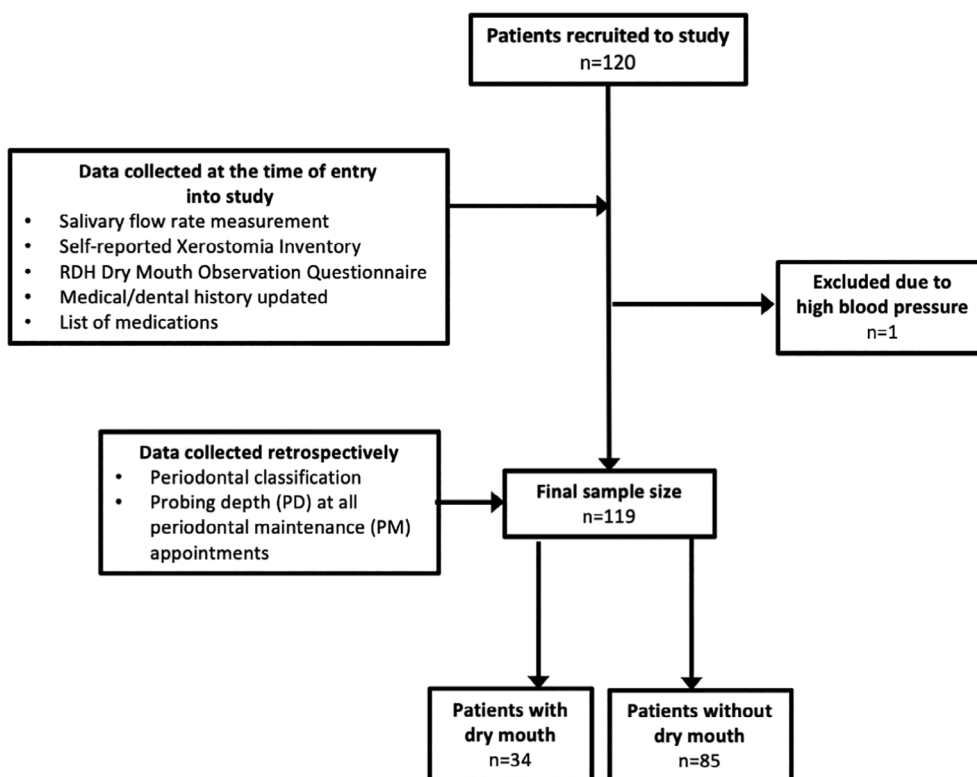 Patients recruited to study
n=120
Data collected at the time of entry
into study
• Salivary flow rate measurement
• Self-reported Xerostomia Inventory
• RDH Dry Mouth Observation Questionnaire
• Medical/dental history updated
• List of medications
Excluded due to
high blood pressure
n=1
Data collected retrospectively
• Periodontal classification
• Probing depth (PD) at all
periodontal maintenance (PM)
appointments
Final sample size
n=119
Patients with
dry mouth
n=34
Patients without
dry mouth
n=85